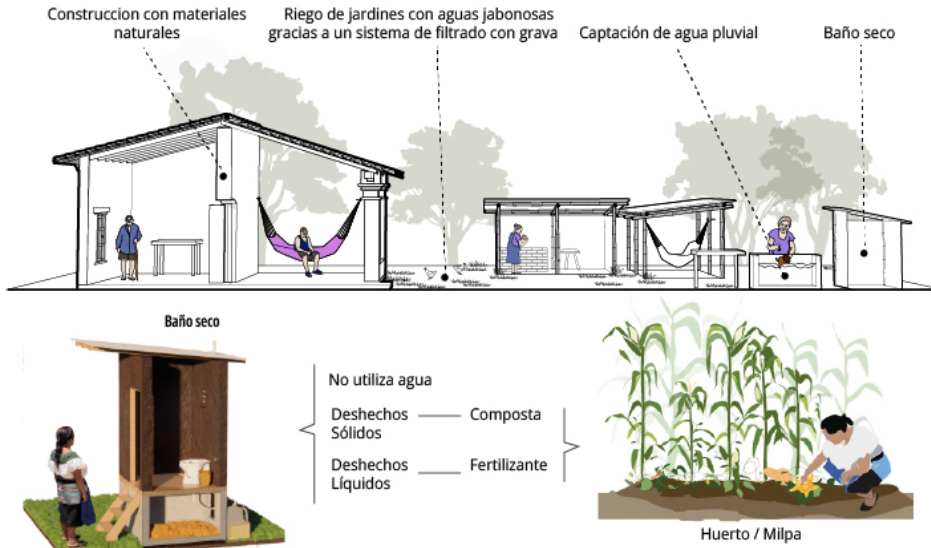 Construccion con materiales
naturales
Riego de jardines con aguas jabonosas
gracias a un sistema de filtrado con grava
Captación de agua pluvial
Baño seco
Baño seco
No utiliza agua
Deshechos
Sólidos
Composta
Deshechos
Líquidos
Fertilizante
Huerto / Milpa